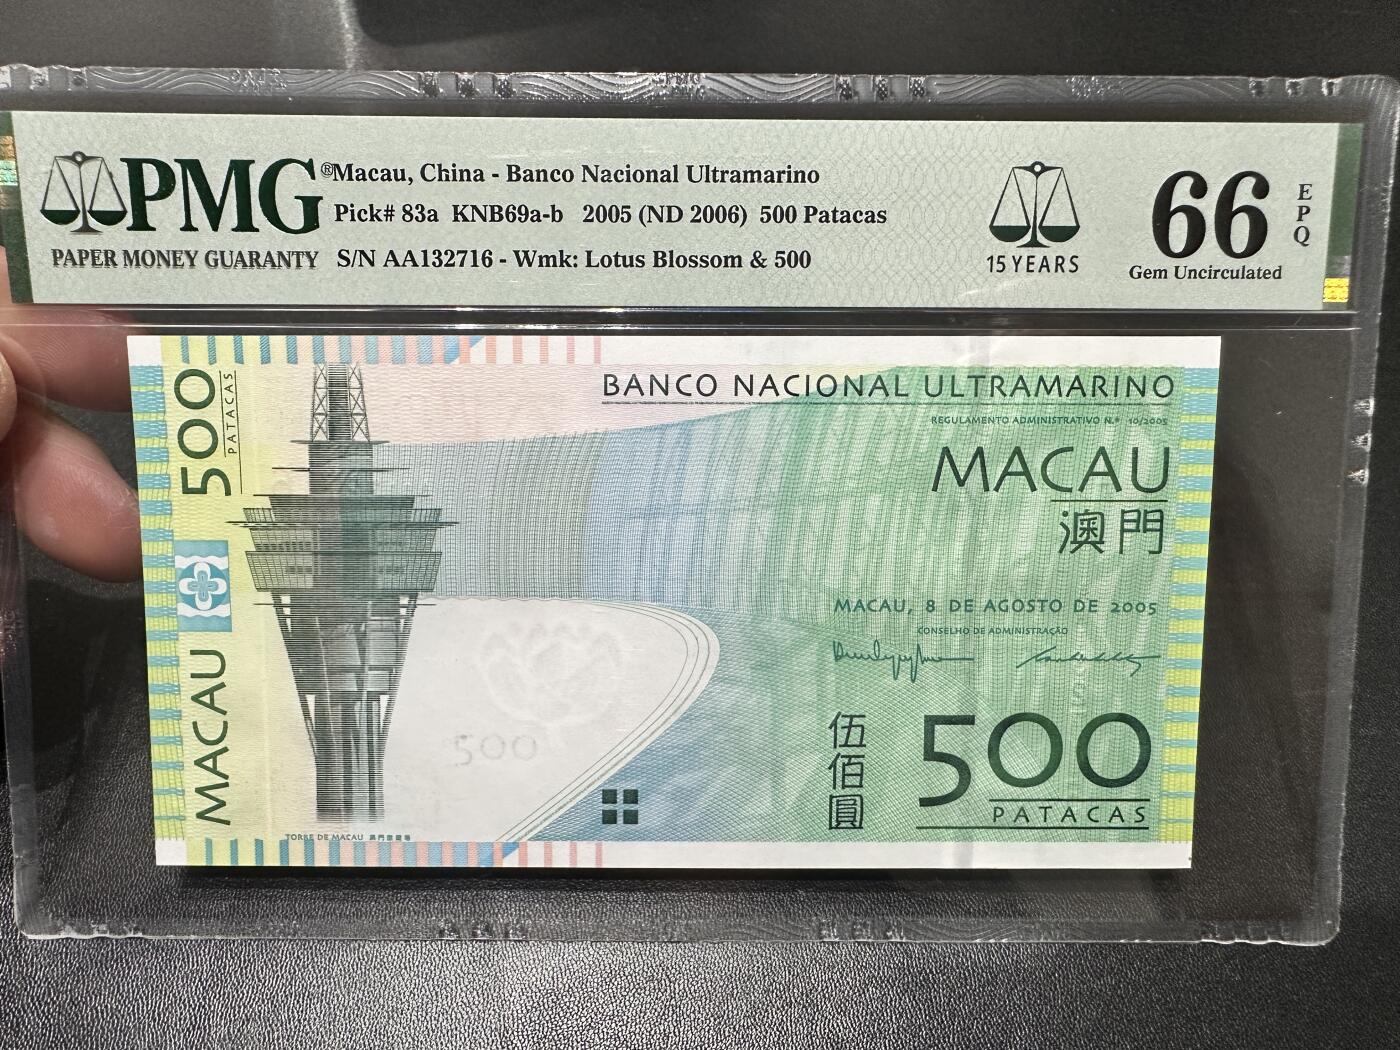 PMG®
PAPER MONEY GUARANTY
Macau, China - Banco Nacional Ultramarino
Pick# 83a KNB69a-b 2005 (ND 2006) 500 Patacas
S/N AA132716 - Wmk: Lotus Blossom & 500
15 YEARS
66 EPQ
Gem Uncirculated
500
PATACAS
MACAU
BANCO NACIONAL ULTRAMARINO
REGULAMENTO ADMINISTRATIVO N.º 10/2005
MACAU
澳門
MACAU, 8 DE AGOSTO DE 2005
CONSELHO DE ADMINISTRAÇÃO
500
伍佰圓
500
PATACAS
TORRE DE MACAU